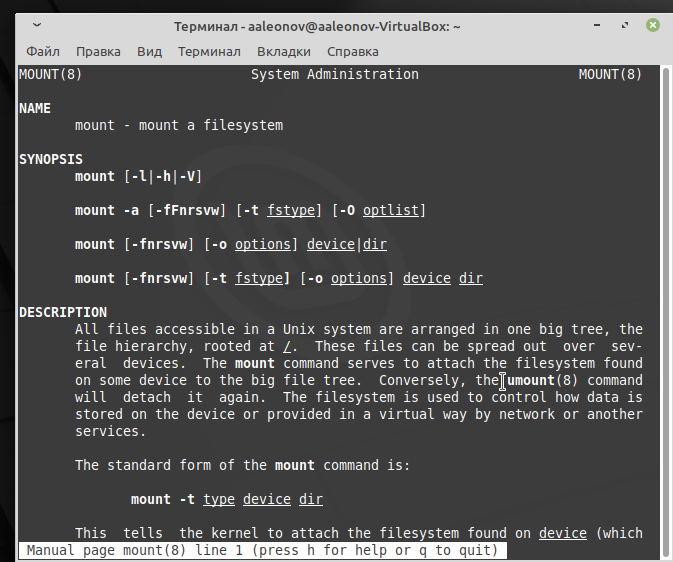 Терминал - aaleonov@aaleonov-VirtualBox: ~
Файл Правка Вид Терминал Вкладки Справка
MOUNT(8) System Administration MOUNT(8)
NAME
mount - mount a filesystem
SYNOPSIS
mount [-l|-h|-V]
mount -a [-fFnrsvw] [-t fstype] [-O optlist]
mount [-fnrsvw] [-o options] device|dir
mount [-fnrsvw] [-t fstype] [-o options] device dir
DESCRIPTION
All files accessible in a Unix system are arranged in one big tree, the
file hierarchy, rooted at /. These files can be spread out over sev-
eral devices. The mount command serves to attach the filesystem found
on some device to the big file tree. Conversely, the umount(8) command
will detach it again. The filesystem is used to control how data is
stored on the device or provided in a virtual way by network or another
services.
The standard form of the mount command is:
mount -t type device dir
This tells the kernel to attach the filesystem found on device (which
Manual page mount(8) line 1 (press h for help or q to quit)